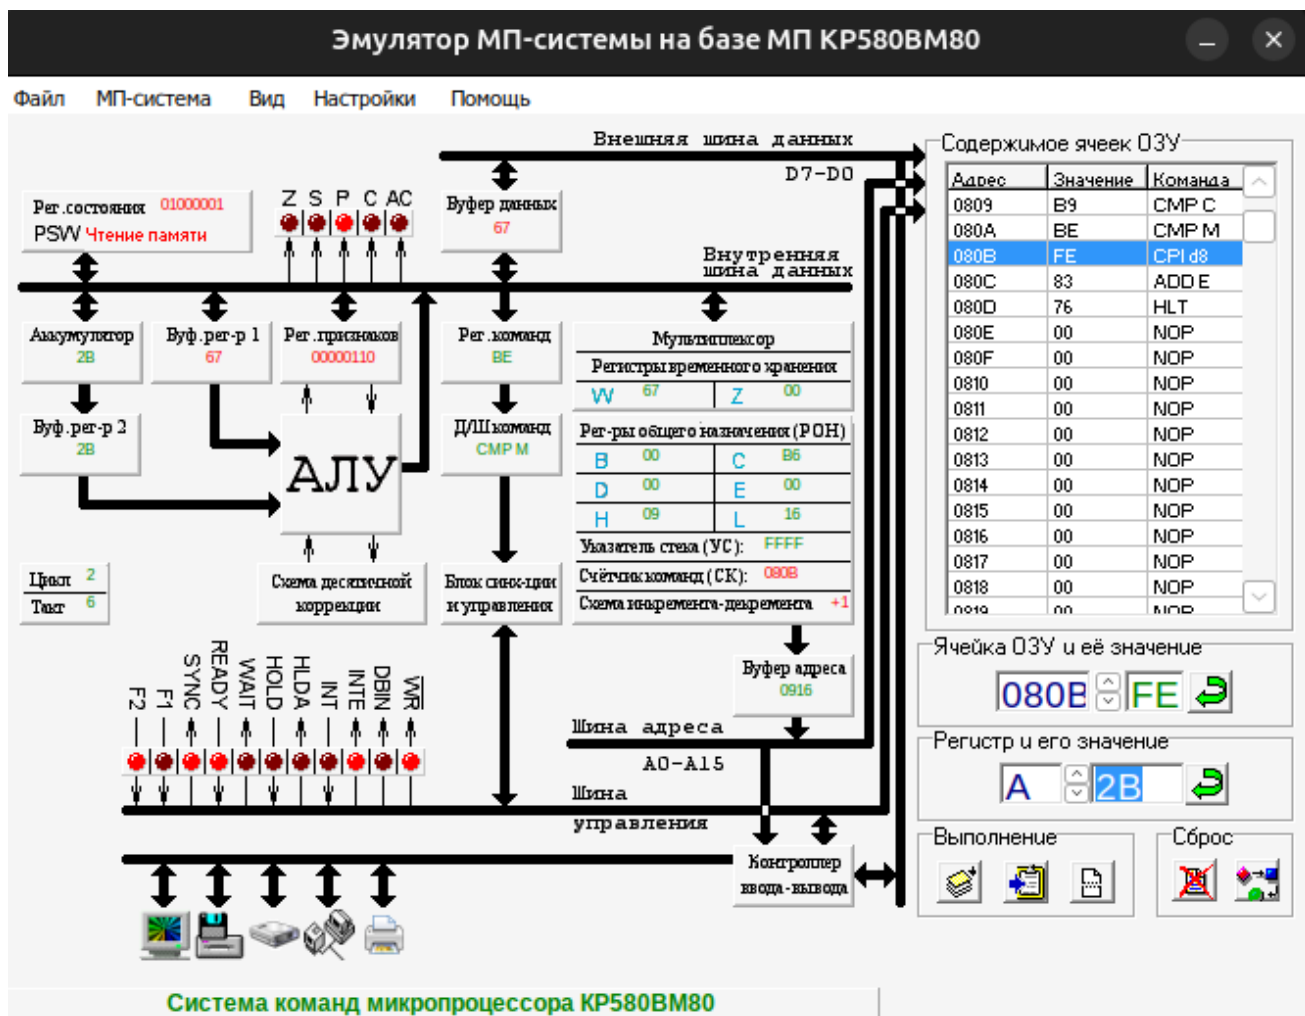 Эмулятор МП-системы на базе МП КР580ВМ80
Файл МП-система Вид Настройки Помощь
Внешняя шина данных
D7-D0
Рег.состояния 01000001
PSW Чтение памяти
Z S P C AC
Буфер данных
67
Внутренняя
шина данных
Аккумулятор
2B
Буф.рег-р 1
67
Рег.признаков
00000110
Рег.команд
BE
Мультиплексор
Регистры временного хранения
W 67 Z 00
Буф.рег-р 2
2B
АЛУ
Д/Ш команд
CMP M
Рег-ры общего назначения (РОН)
B 00 C B6
D 00 E 00
H 09 L 16
Указатель стека (УС): FFFF
Счётчик команд (СК): 080B
Схема инкремента-декремента +1
Цикл 2
Такт 6
Схема десятичной
коррекции
Блок синх-ции
и управления
Буфер адреса
0916
F2 F1 SYNC READY WAIT HOLD HLDA INT INTE DBIN WR
Шина адреса
A0-A15
Шина
управления
Контроллер
ввода-вывода
Содержимое ячеек ОЗУ
Адрес Значение Команда
0809 B9 CMP C
080A BE CMP M
080B FE CPI d8
080C 83 ADD E
080D 76 HLT
080E 00 NOP
080F 00 NOP
0810 00 NOP
0811 00 NOP
0812 00 NOP
0813 00 NOP
0814 00 NOP
0815 00 NOP
0816 00 NOP
0817 00 NOP
0818 00 NOP
0819 00 NOP
Ячейка ОЗУ и её значение
080B FE
Регистр и его значение
A 2B
Выполнение
Сброс
Система команд микропроцессора КР580ВМ80